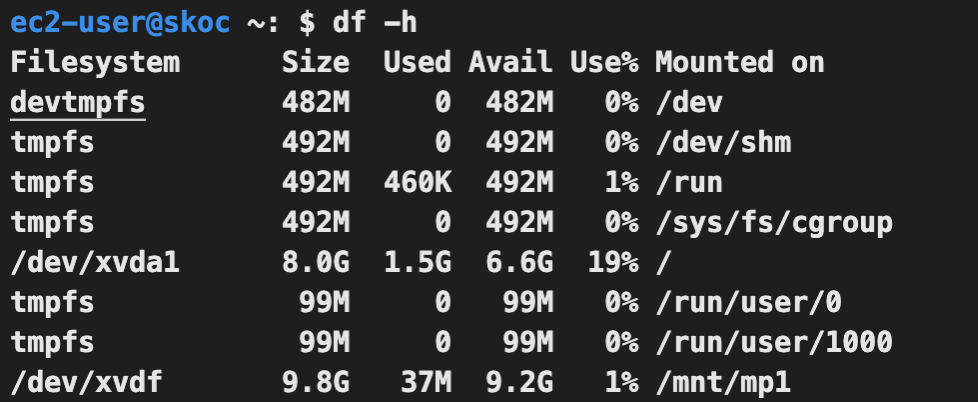 ec2-user@skoc ~: $ df -h
Filesystem      Size  Used Avail Use% Mounted on
devtmpfs        482M     0  482M   0% /dev
tmpfs           492M     0  492M   0% /dev/shm
tmpfs           492M  460K  492M   1% /run
tmpfs           492M     0  492M   0% /sys/fs/cgroup
/dev/xvda1      8.0G  1.5G  6.6G  19% /
tmpfs            99M     0   99M   0% /run/user/0
tmpfs            99M     0   99M   0% /run/user/1000
/dev/xvdf       9.8G   37M  9.2G   1% /mnt/mp1